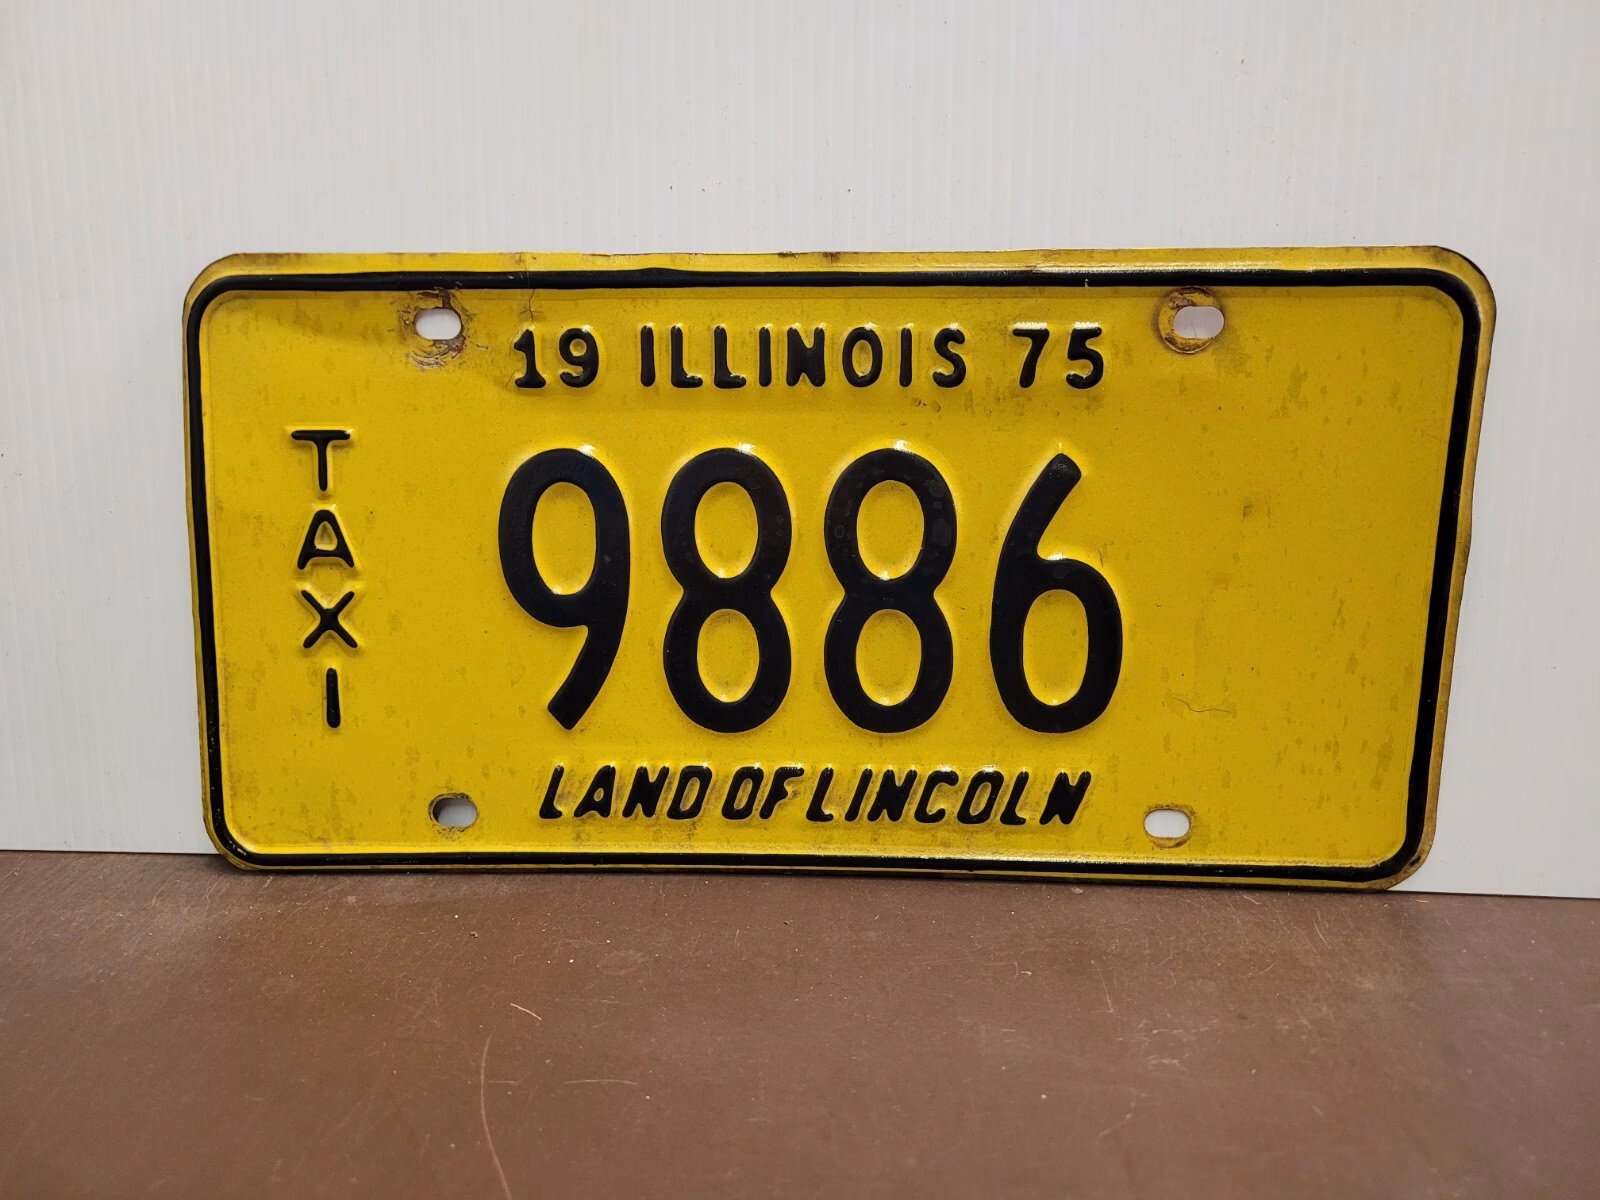 19 ILLINOIS 75
TAXI
9886
LAND OF LINCOLN